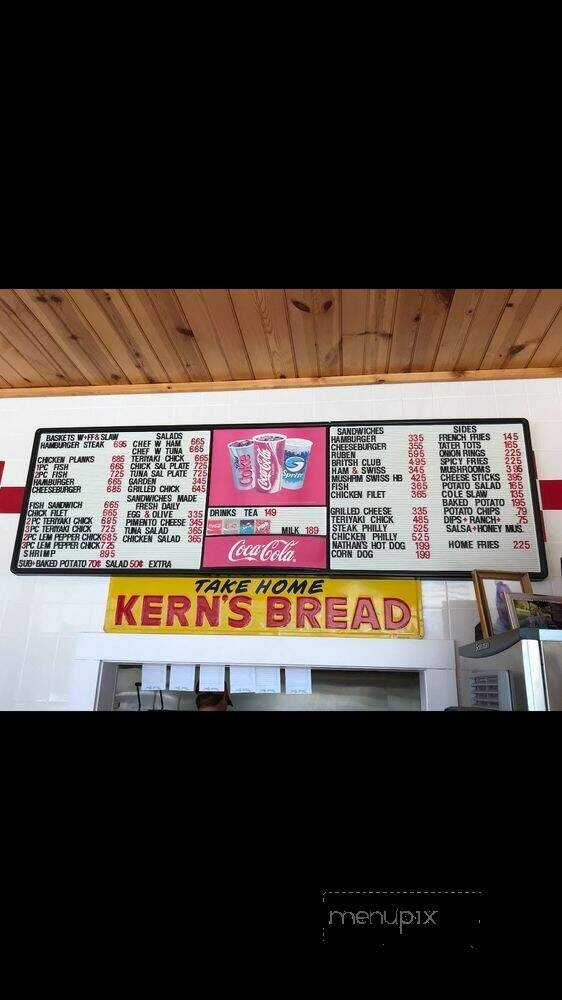 BASKETS W+FF&SLAW
HAMBURGER STEAK 695
CHICKEN PLANKS 685
1PC FISH 665
2PC FISH 725
HAMBURGER 665
CHEESEBURGER 685
FISH SANDWICH 665
CHICK FILET 665
2PC TERIYAKI CHICK 685
3PC TERIYAKI CHICK 725
2PC LEM PEPPER CHICK 685
3PC LEM PEPPER CHICK 725
SHRIMP 895
SUB+BAKED POTATO 70¢ SALAD 50¢ EXTRA
SALADS
CHEF W HAM 665
CHEF W TUNA 665
TERIYAKI CHICK 665
CHICK SAL PLATE 725
TUNA SAL PLATE 725
GARDEN 345
GRILLED CHICK 645
SANDWICHES MADE
FRESH DAILY
EGG & OLIVE 335
PIMENTO CHEESE 345
TUNA SALAD 365
CHICKEN SALAD 365
Coke
Coca-Cola
Sprite
DRINKS TEA 149
MILK 189
Coca-Cola
SANDWICHES
HAMBURGER 335
CHEESEBURGER 355
RUBEN 595
BRITSH CLUB 495
HAM & SWISS 345
MUSHRM SWISS HB 425
FISH 365
CHICKEN FILET 365
GRILLED CHEESE 335
TERIYAKI CHICK 485
STEAK PHILLY 525
CHICKEN PHILLY 525
NATHAN'S HOT DOG 199
CORN DOG 199
SIDES
FRENCH FRIES 145
TATER TOTS 165
ONION RINGS 225
SPICY FRIES 225
MUSHROOMS 395
CHEESE STICKS 395
POTATO SALAD 165
COLE SLAW 135
BAKED POTATO 195
POTATO CHIPS 79
DIPS+RANCH+ 75
SALSA+HONEY MUS.
HOME FRIES 225
TAKE HOME
KERN'S BREAD
menupix